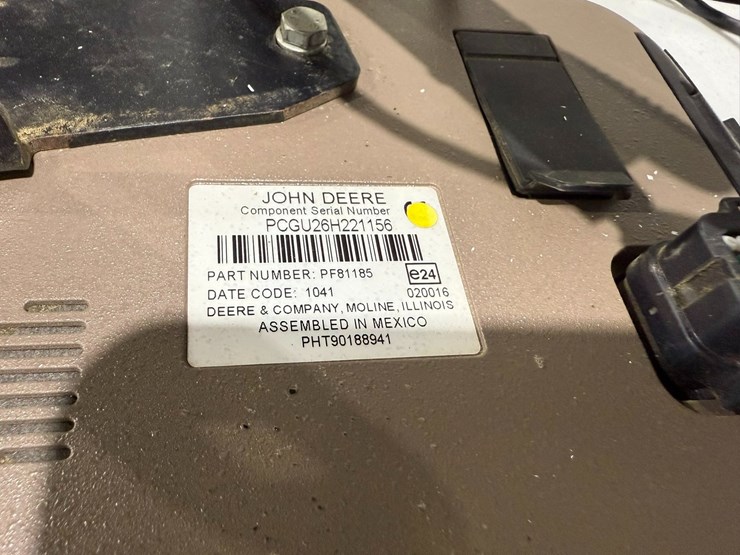 JOHN DEERE
Component Serial Number
PCGU26H221156
PART NUMBER: PF81185 e24
DATE CODE: 1041 020016
DEERE & COMPANY, MOLINE, ILLINOIS
ASSEMBLED IN MEXICO
PHT90188941